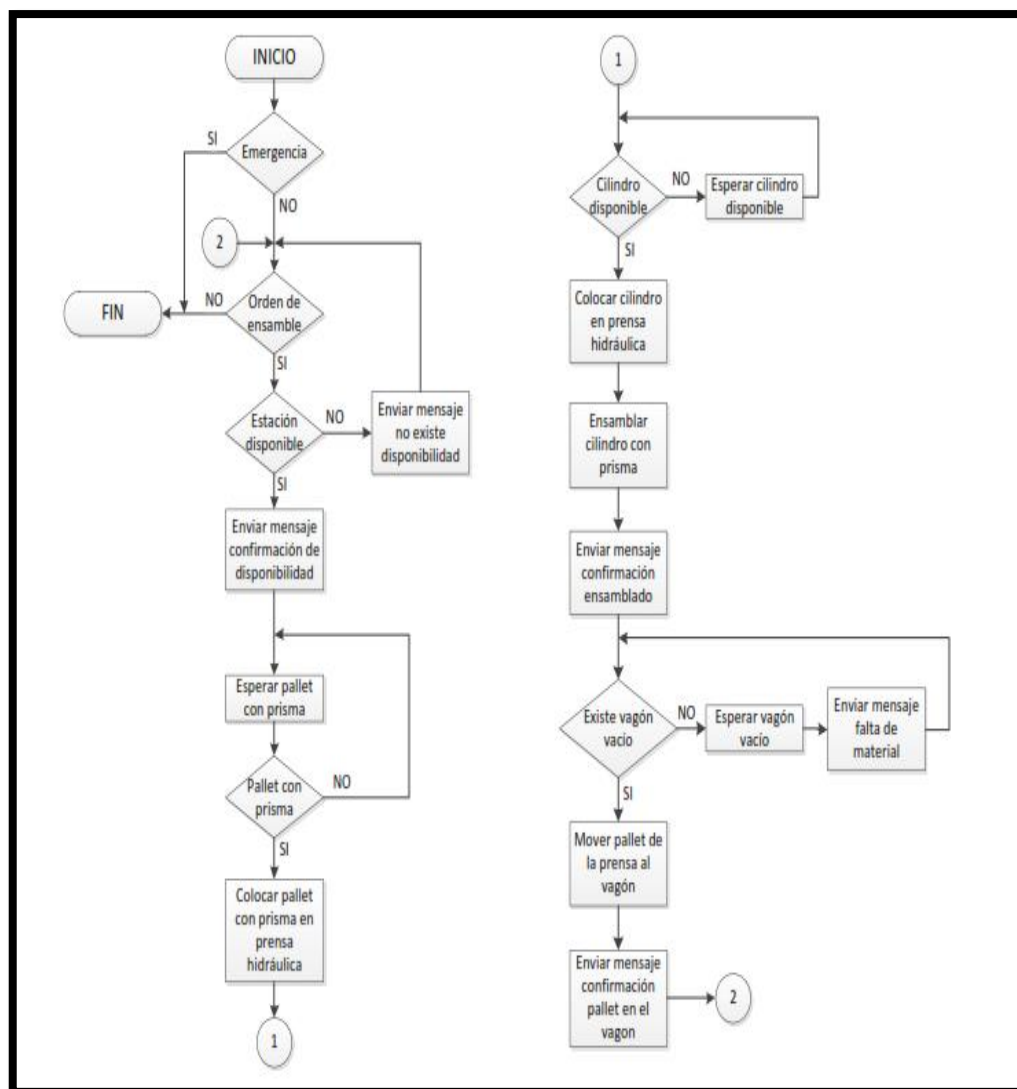 INICIO
Emergencia
SI
NO
2
Orden de
ensamble
NO
FIN
SI
Estación
disponible
NO
Enviar mensaje
no existe
disponibilidad
SI
Enviar mensaje
confirmación de
disponibilidad
Esperar pallet
con prisma
Pallet con
prisma
NO
SI
Colocar pallet
con prisma en
prensa
hidráulica
1
1
Cilindro
disponible
NO
Esperar cilindro
disponible
SI
Colocar cilindro
en prensa
hidráulica
Ensamblar
cilindro con
prisma
Enviar mensaje
confirmación
ensamblado
Existe vagón
vacio
NO
Esperar vagón
vacío
Enviar mensaje
falta de
material
SI
Mover pallet de
la prensa al
vagón
Enviar mensaje
confirmación
pallet en el
vagon
2